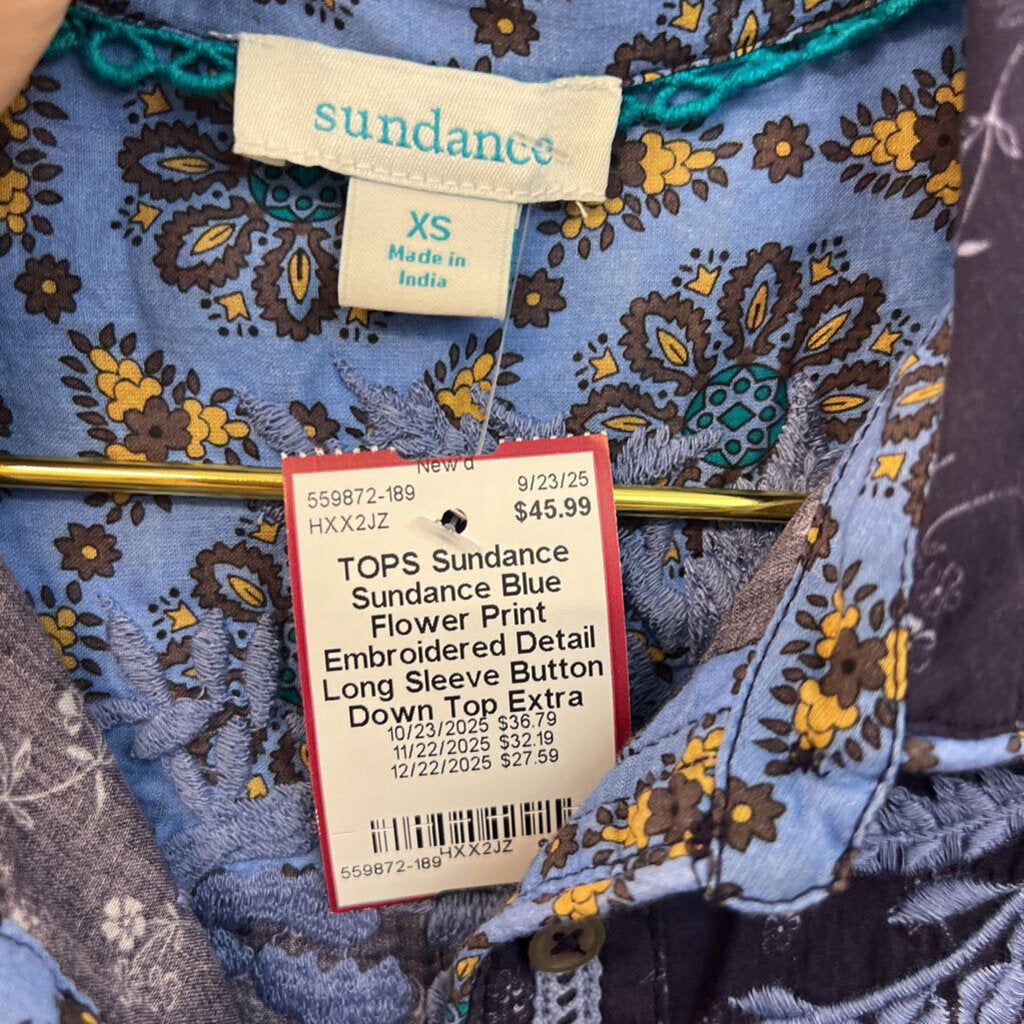 sundance
XS
Made in
India
New'd
559872-189 9/23/25
HXX2JZ $45.99
TOPS Sundance
Sundance Blue
Flower Print
Embroidered Detail
Long Sleeve Button
Down Top Extra
10/23/2025 $36.79
11/22/2025 $32.19
12/22/2025 $27.59
559872-189 HXX2JZ